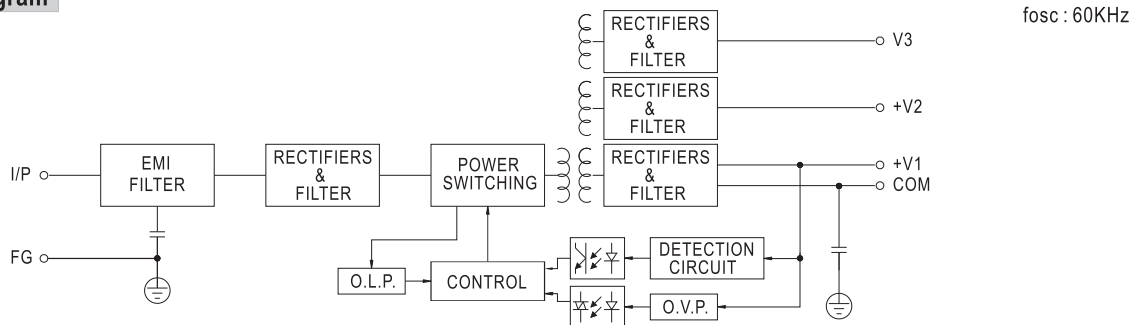 fosc : 60KHz
RECTIFIERS
&
FILTER
V3
RECTIFIERS
&
FILTER
+V2
I/P
EMI
FILTER
RECTIFIERS
&
FILTER
POWER
SWITCHING
RECTIFIERS
&
FILTER
+V1
COM
FG
O.L.P.
CONTROL
DETECTION
CIRCUIT
O.V.P.